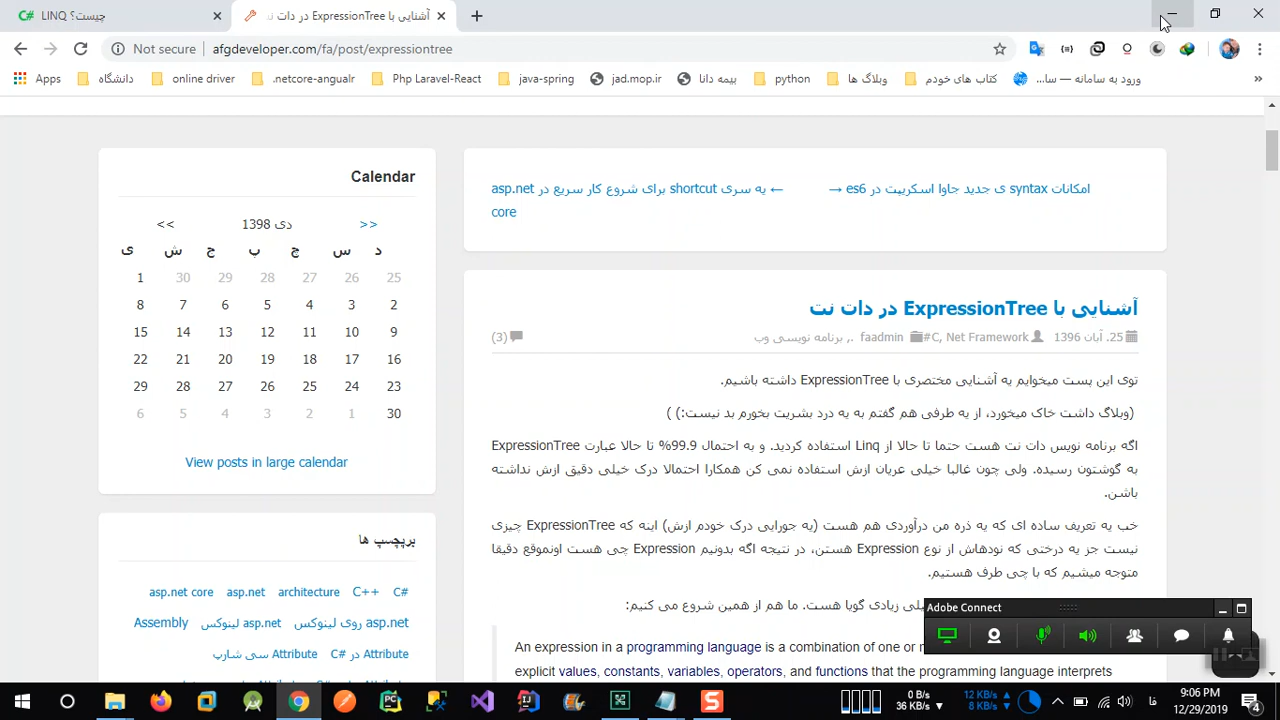 LINQ چیست؟
آشنایی با ExpressionTree در دات نت
Not secure
afgdeveloper.com/fa/post/expressiontree
Apps
دانشگاه
online driver
.netcore-angualr
Php Laravel-React
java-spring
jad.mop.ir
بیمه دانا
python
وبلاگ ها
کتاب های خودم
ورود به سامانه — سا...
»
Calendar
<< دی 1398 >>
د س چ پ ج ش ی
25 26 27 28 29 30 1
2 3 4 5 6 7 8
9 10 11 12 13 14 15
16 17 18 19 20 21 22
23 24 25 26 27 28 29
30 1 2 3 4 5 6
View posts in large calendar
برچسب ها
asp.net core asp.net architecture C++ C#
Assembly asp.net لینوکس asp.net روی لینوکس
Attribute سی شارپ Attribute در C#
امکانات syntax ی جدید جاوا اسکریپت در es6 →
← یه سری shortcut برای شروع کار سریع در asp.net
core
آشنایی با ExpressionTree در دات نت
25. آبان 1396 faadmin #C, Net Framework ., برنامه نویسی وب (3)
توی این پست میخوایم یه آشنایی مختصری با ExpressionTree داشته باشیم.
(وبلاگ داشت خاک میخورد، از یه طرفی هم گفتم به یه درد بشریت بخورم بد نیست:) )
اگه برنامه نویس دات نت هست حتما تا حالا از Linq استفاده کردید. و به احتمال 99.9% تا حالا عبارت ExpressionTree
به گوشتون رسیده. ولی چون غالبا خیلی عریان ازش استفاده نمی کن همکارا احتمالا درک خیلی دقیق ازش نداشته
باشن.
خب یه تعریف ساده ای که یه ذره من درآوردی هم هست (یه جورایی درک خودم ازش) اینه که ExpressionTree چیزی
نیست جز یه درختی که نودهاش از نوع Expression هستن، در نتیجه اگه بدونیم Expression چی هست اونموقع دقیقا
متوجه میشیم که با چی طرف هستیم.
زیادی گویا هست. ما هم از همین شروع می کنیم:
An expression in a programming language is a combination of one or
explicit values, constants, variables, operators, and functions that the programming language interprets
Adobe Connect
0 B/s
36 KB/s
12 KB/s
8 KB/s
فا
9:06 PM
12/29/2019
4